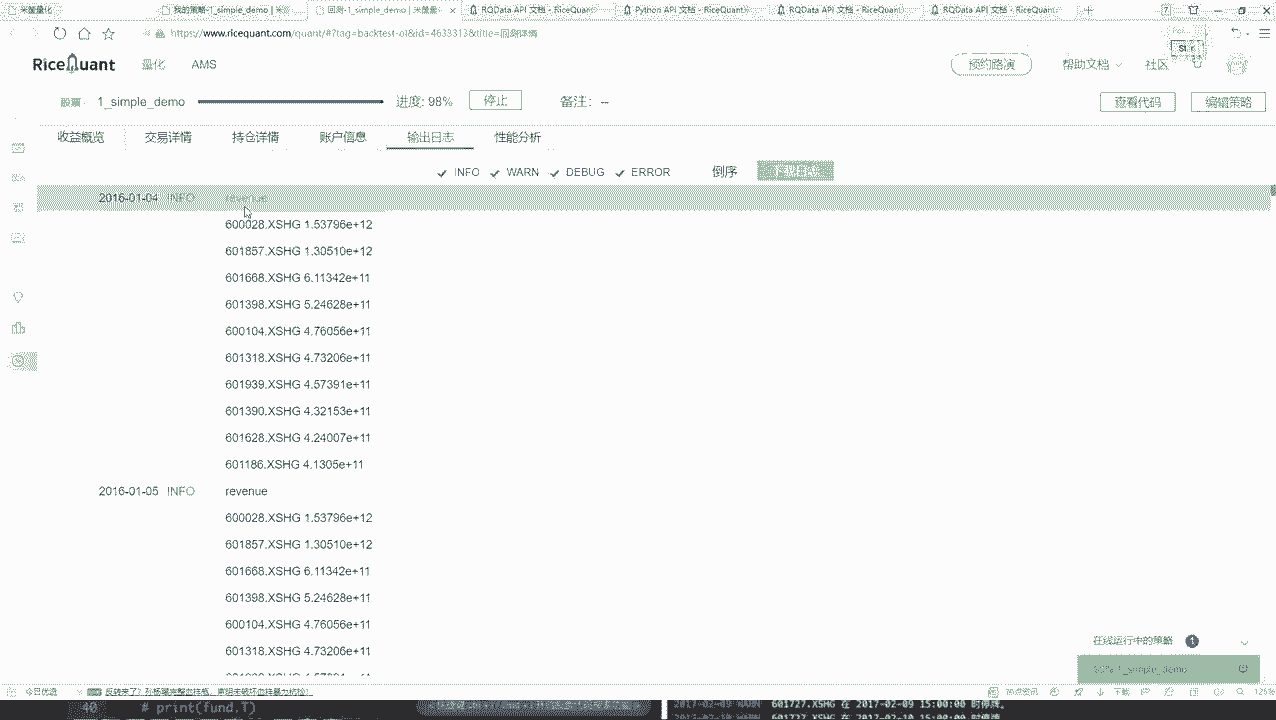 米筐量化
我的策略-1_simple_demo | 米
回测-1_simple_demo | 米筐量
RQData API 文档 - RiceQuant
Python API 文档 - RiceQuant
RQData API 文档 - RiceQuant
RQData API 文档 - RiceQuant
https://www.ricequant.com/quant/#?tag=backtest-ol&id=4633313&title=回测详情
RiceQuant 量化 AMS 预约路演 帮助文档 社区
股票 1_simple_demo 进度: 98% 停止 备注: -- 查看代码 编辑策略
收益概览 交易详情 持仓详情 账户信息 输出日志 性能分析
INFO WARN DEBUG ERROR 倒序
2016-01-04 INFO revenue
600028.XSHG 1.53796e+12
601857.XSHG 1.30510e+12
601668.XSHG 6.11342e+11
601398.XSHG 5.24628e+11
600104.XSHG 4.76056e+11
601318.XSHG 4.73206e+11
601939.XSHG 4.57391e+11
601390.XSHG 4.32153e+11
601628.XSHG 4.24007e+11
601186.XSHG 4.1305e+11
2016-01-05 INFO revenue
600028.XSHG 1.53796e+12
601857.XSHG 1.30510e+12
601668.XSHG 6.11342e+11
601398.XSHG 5.24628e+11
600104.XSHG 4.76056e+11
601318.XSHG 4.73206e+11
在线运行中的策略 1
1_simple_demo
今日优选
热点资讯 下载 125%
40 # print(fund.T)
2017-02-09 WARN 601727.XSHG 在 2017-02-09 15:00:00 时停牌。